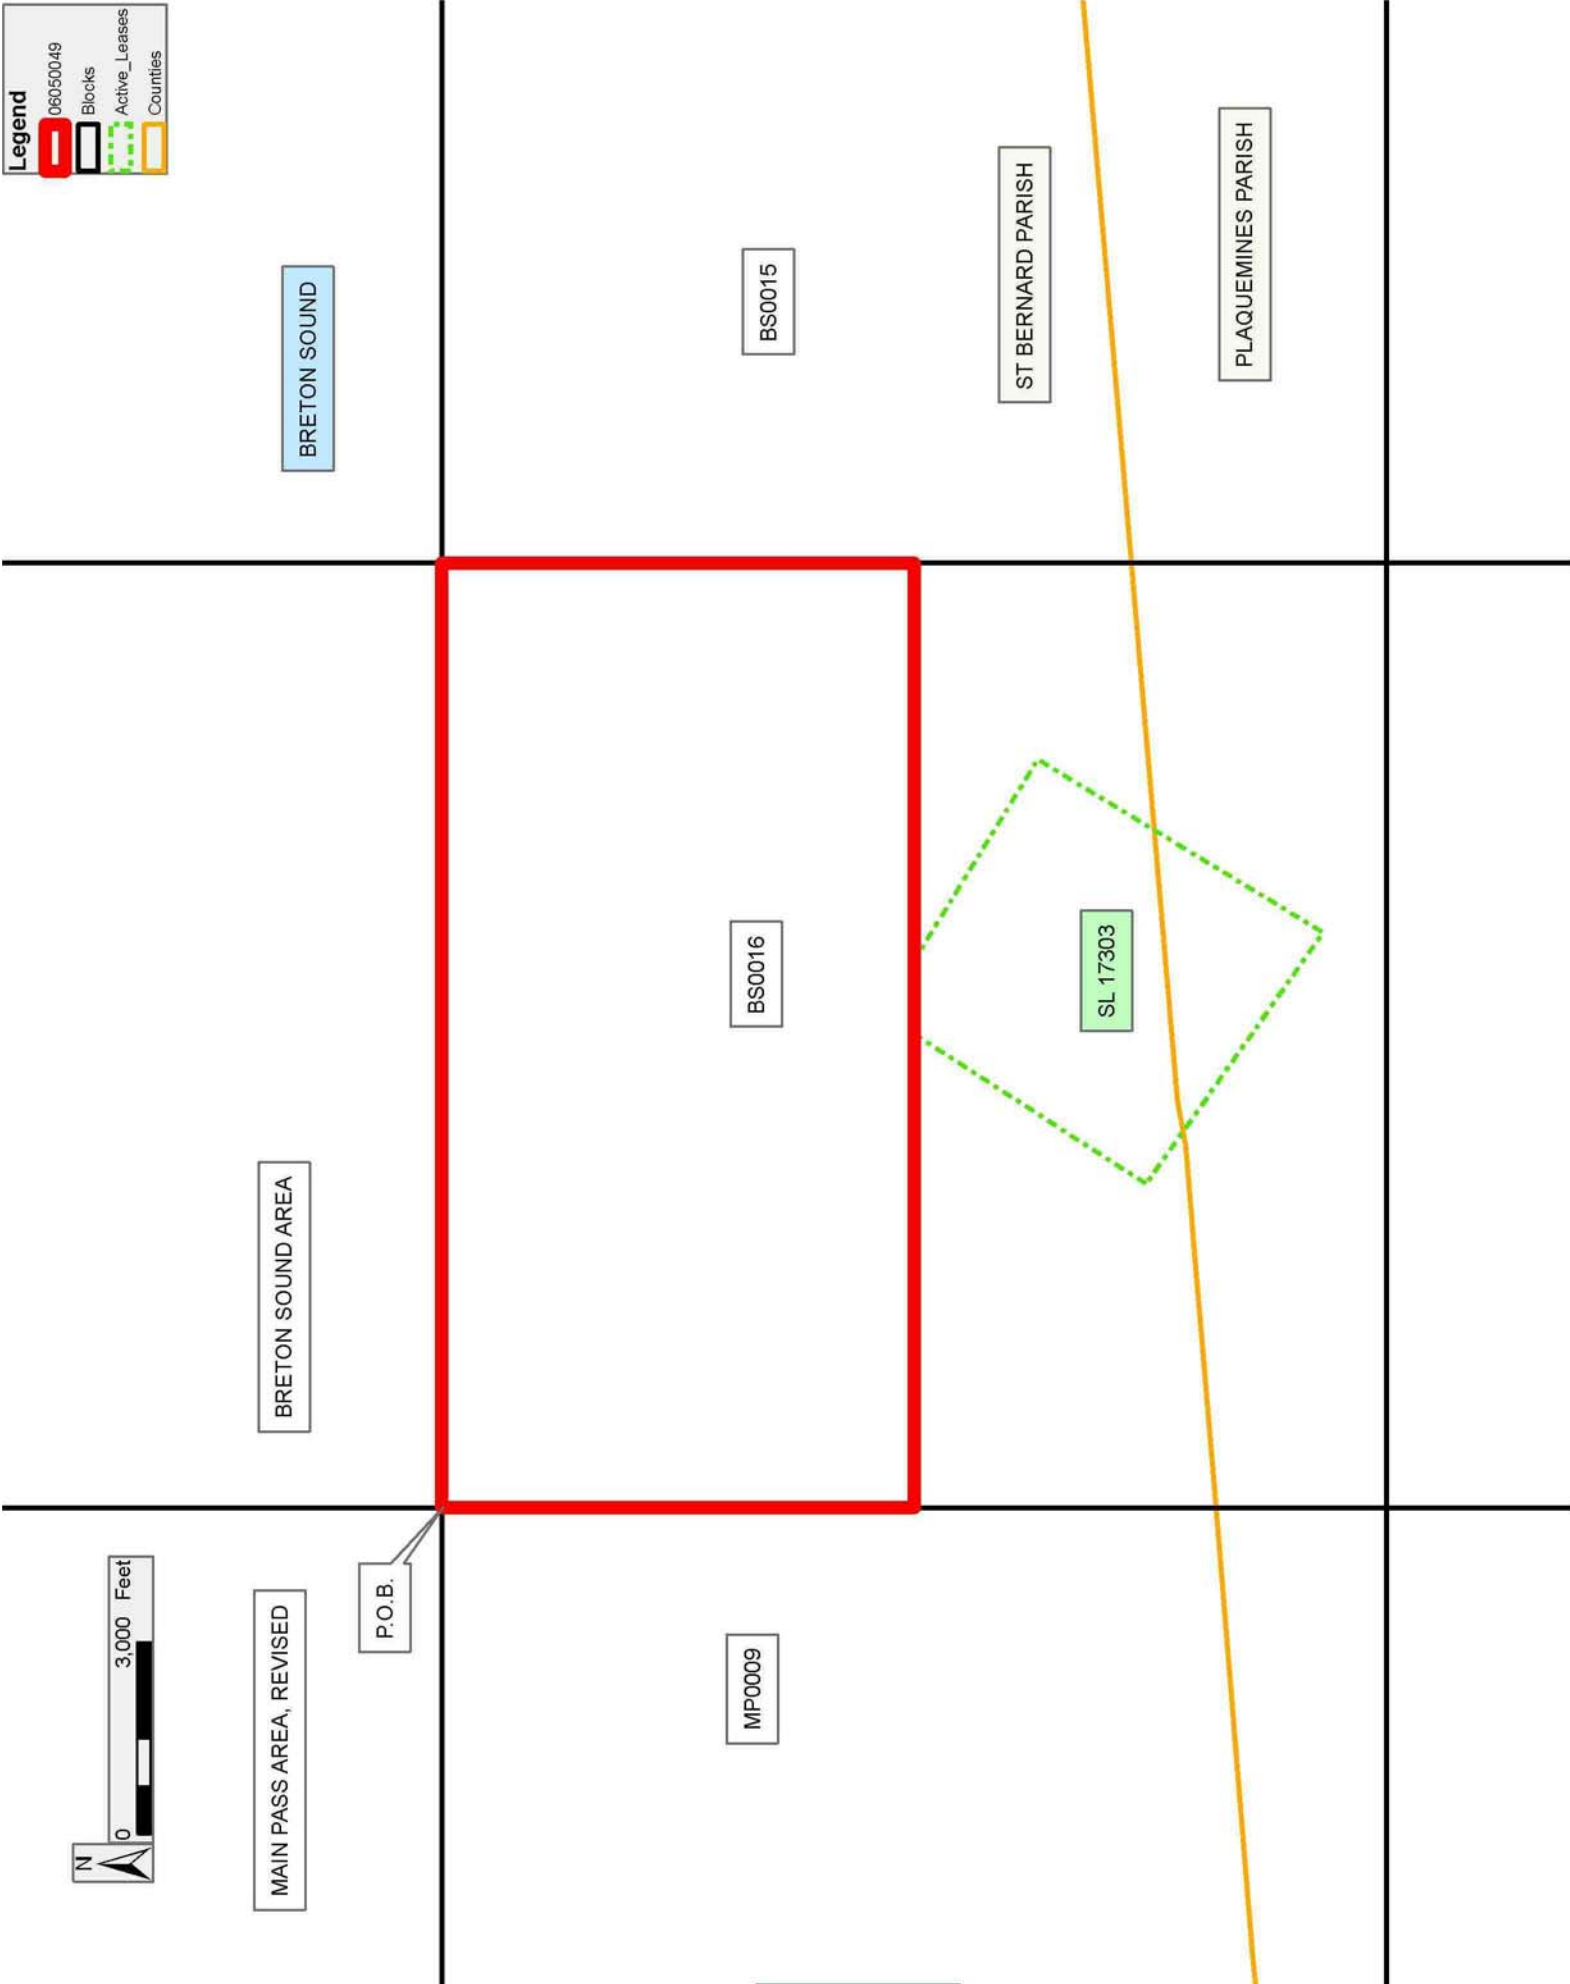 Legend
06050049
Blocks
Active_Leases
Counties
BRETON SOUND
BS0015
ST BERNARD PARISH
PLAQUEMINES PARISH
BS0016
SL 17303
BRETON SOUND AREA
0 3,000 Feet
N
MAIN PASS AREA, REVISED
P.O.B.
MP0009